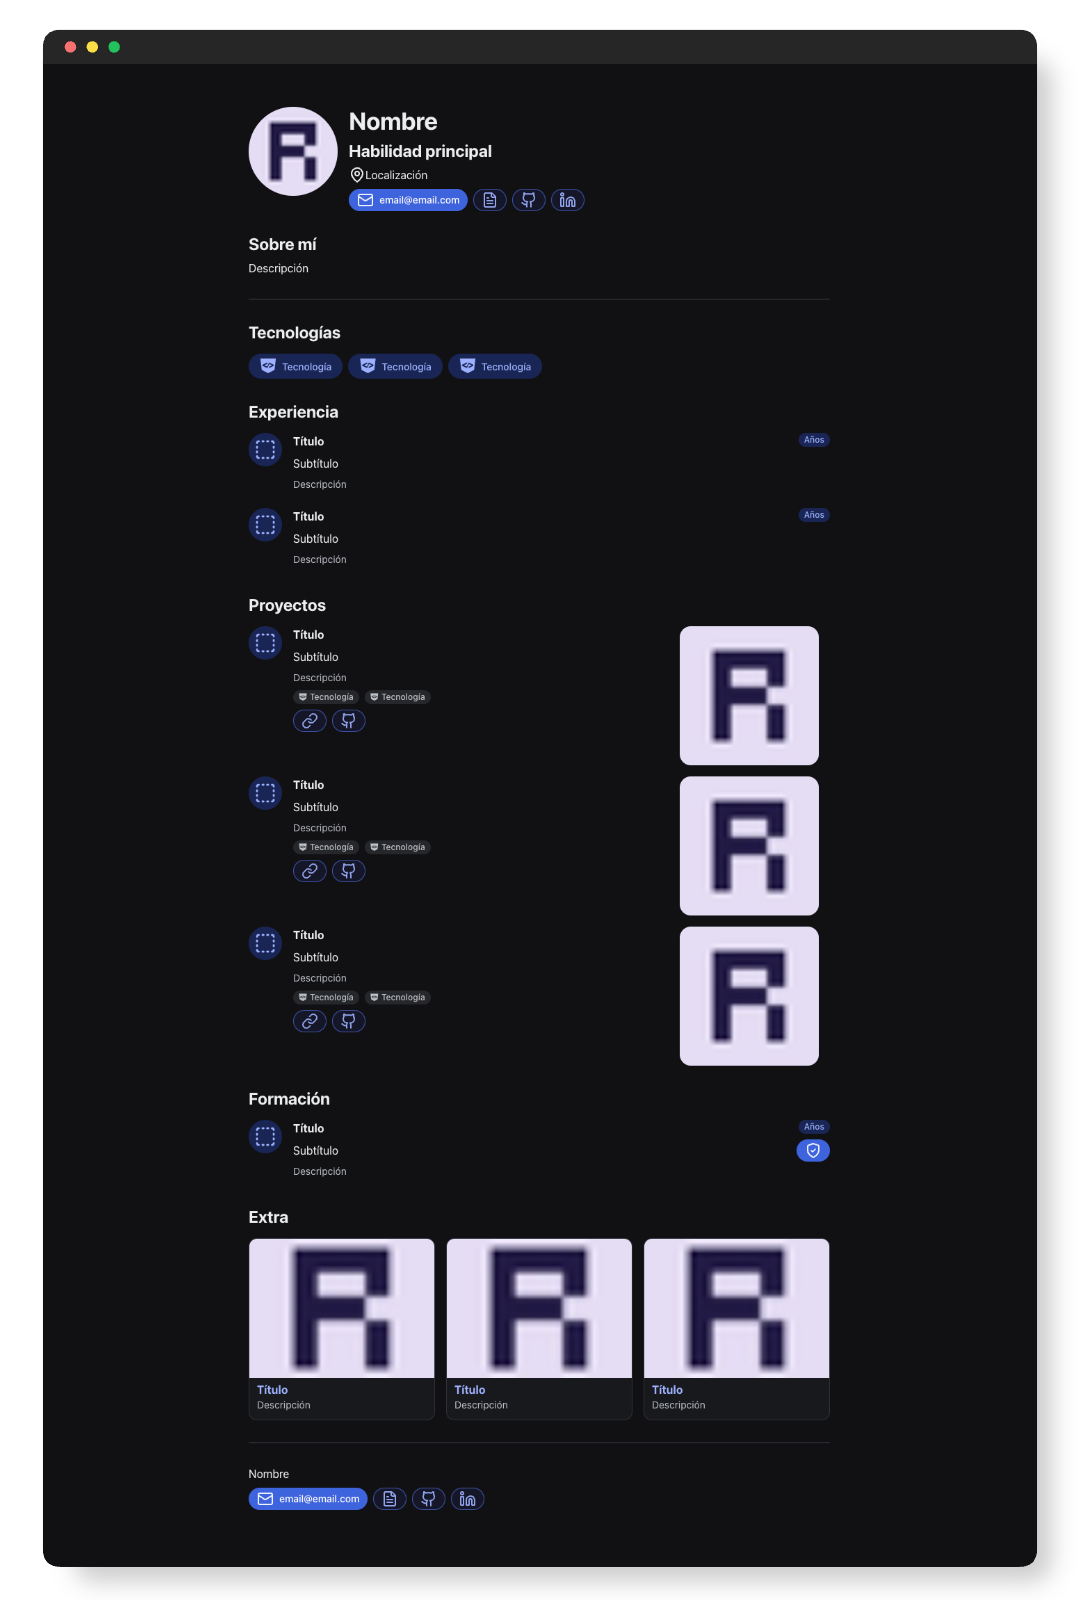 Nombre
Habilidad principal
Localización
email@email.com
Sobre mí
Descripción
Tecnologías
Tecnología Tecnología Tecnología
Experiencia
Título Años
Subtítulo
Descripción
Título Años
Subtítulo
Descripción
Proyectos
Título
Subtítulo
Descripción
Tecnología Tecnología
Título
Subtítulo
Descripción
Tecnología Tecnología
Título
Subtítulo
Descripción
Tecnología Tecnología
Formación
Título Años
Subtítulo
Descripción
Extra
Título Título Título
Descripción Descripción Descripción
Nombre
email@email.com